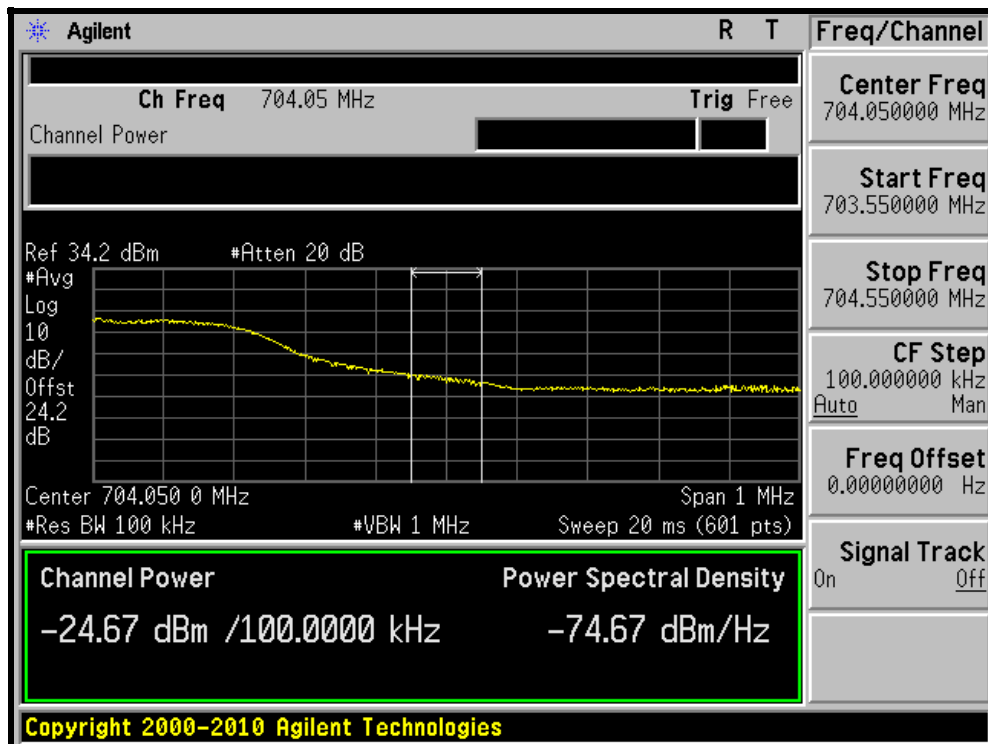 Agilent R T
Freq/Channel
Ch Freq 704.05 MHz Trig Free
Channel Power
Ref 34.2 dBm #Atten 20 dB
#Avg
Log
10
dB/
Offst
24.2
dB
Center 704.050 0 MHz Span 1 MHz
#Res BW 100 kHz #VBW 1 MHz Sweep 20 ms (601 pts)
Channel Power Power Spectral Density
-24.67 dBm /100.0000 kHz -74.67 dBm/Hz
Center Freq
704.050000 MHz
Start Freq
703.550000 MHz
Stop Freq
704.550000 MHz
CF Step
100.000000 kHz
Auto Man
Freq Offset
0.00000000 Hz
Signal Track
On Off
Copyright 2000-2010 Agilent Technologies